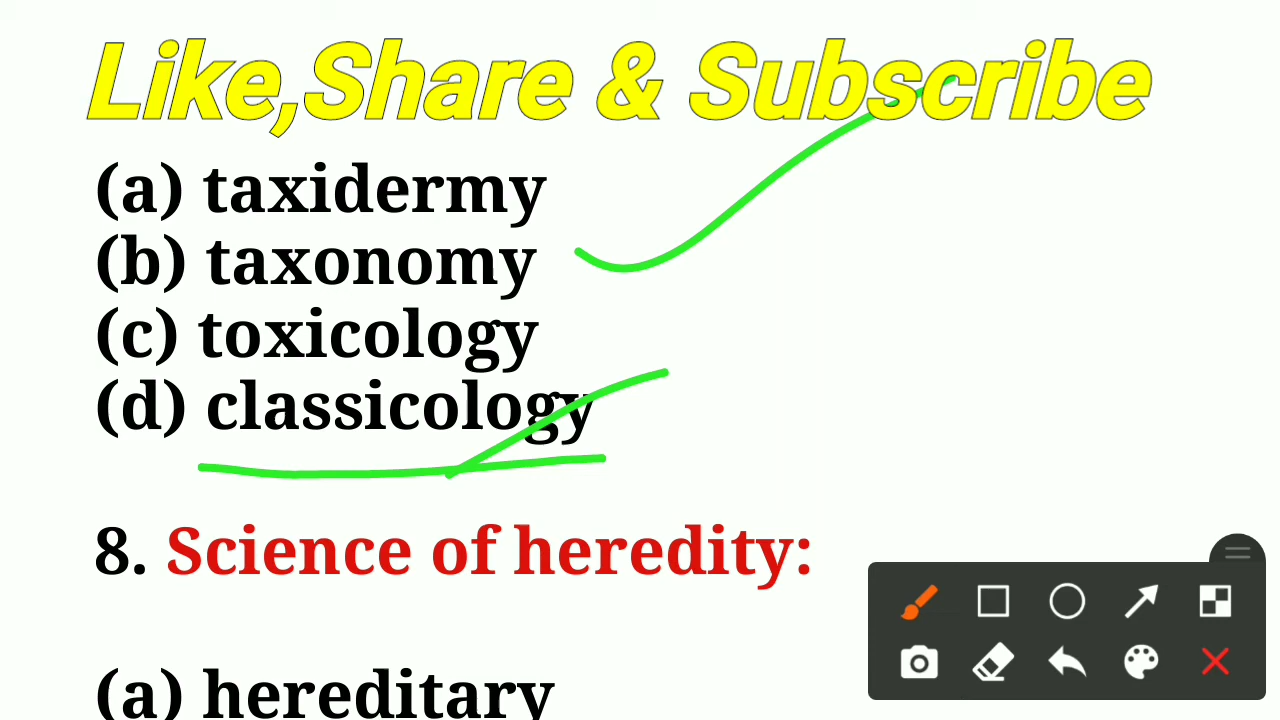 Like,Share & Subscribe
(a) taxidermy
(b) taxonomy
(c) toxicology
(d) classicology
8. Science of heredity:
(a) hereditary